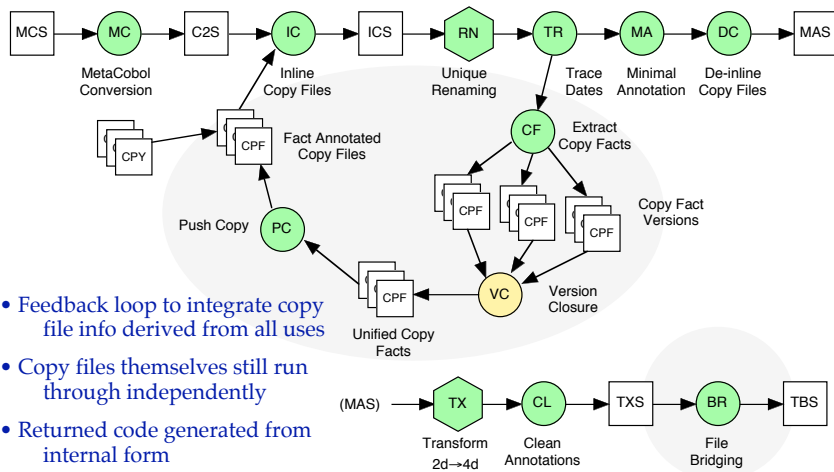 MCS
MC
C2S
IC
ICS
RN
TR
MA
DC
MAS
MetaCobol
Conversion
Inline
Copy Files
Unique
Renaming
Trace
Dates
Minimal
Annotation
De-inline
Copy Files
CPY
CPF
Fact Annotated
Copy Files
CF
Extract
Copy Facts
CPF
CPF
CPF
Copy Fact
Versions
Push Copy
PC
CPF
VC
Version
Closure
Unified Copy
Facts
• Feedback loop to integrate copy
file info derived from all uses
• Copy files themselves still run
through independently
• Returned code generated from
internal form
(MAS)
TX
CL
TXS
BR
TBS
Transform
2d→4d
Clean
Annotations
File
Bridging